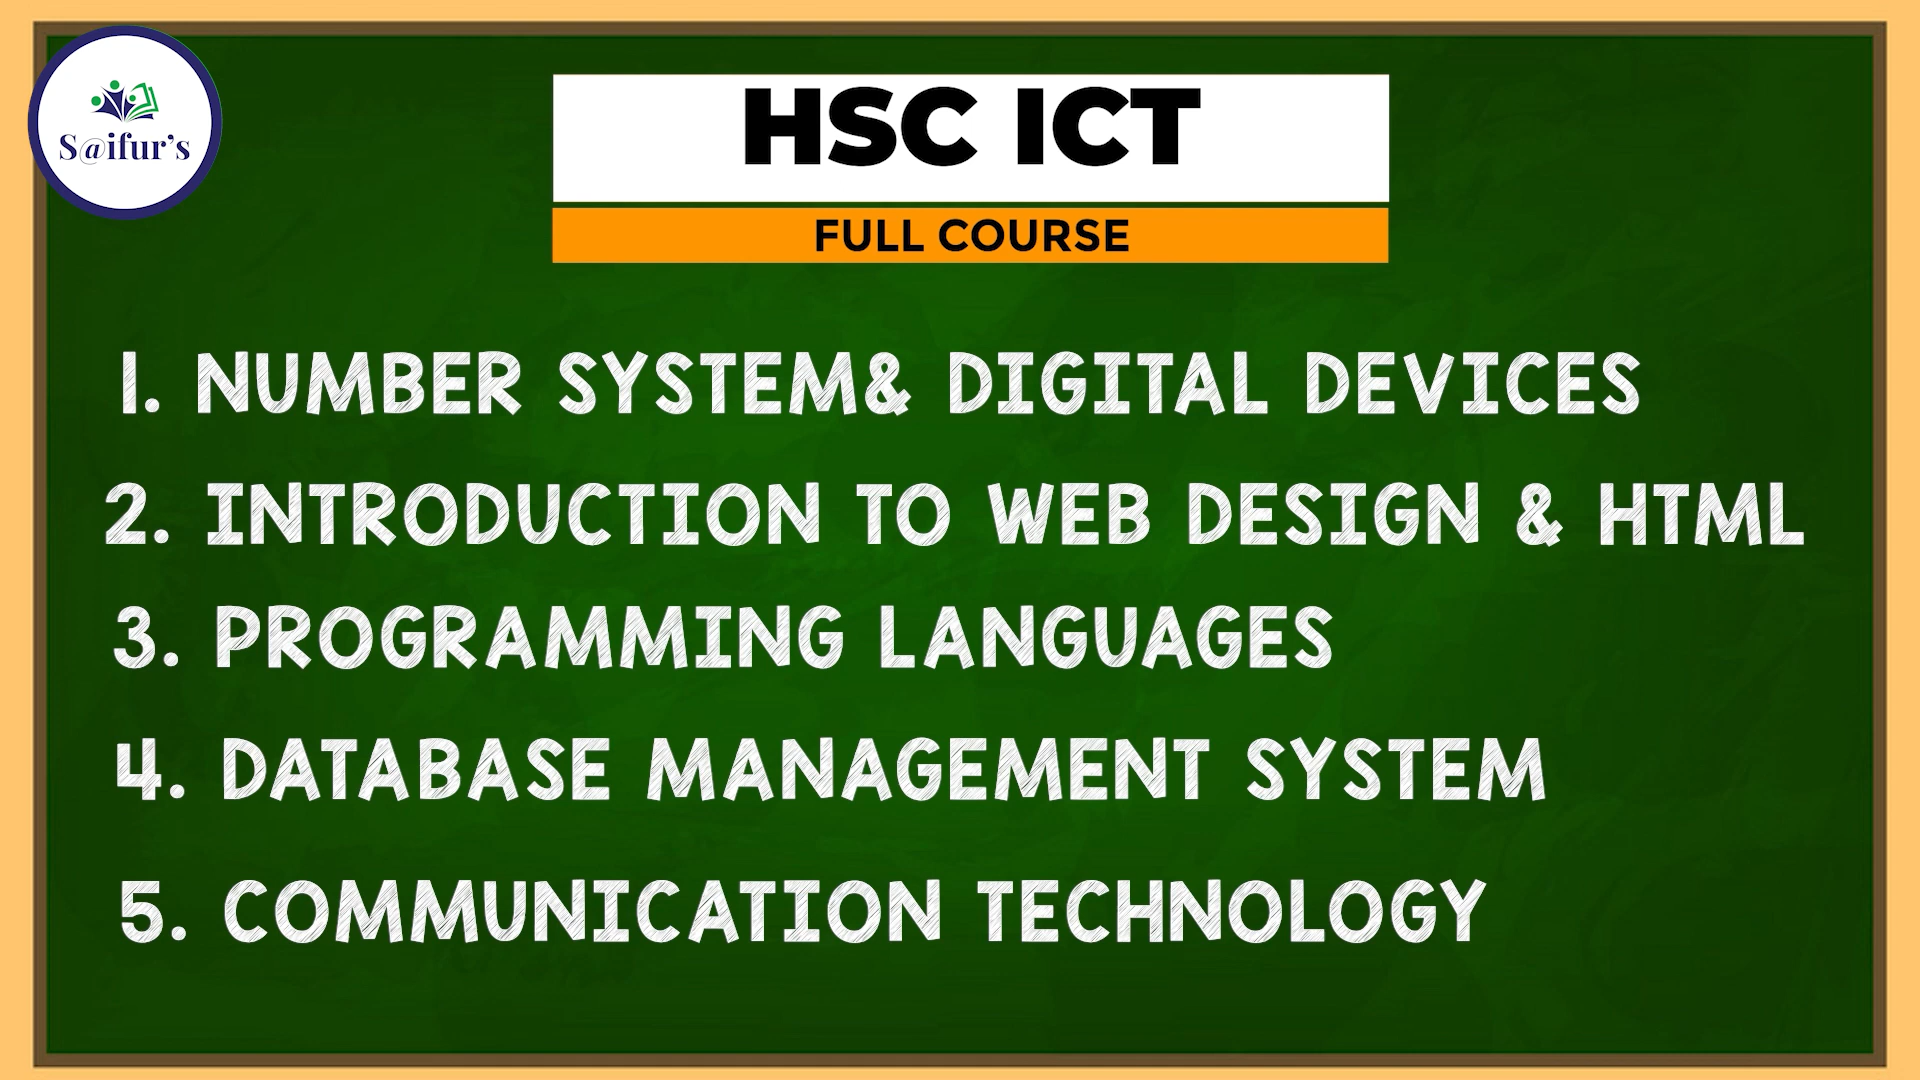 S@ifur's
HSC ICT
FULL COURSE
1. NUMBER SYSTEM& DIGITAL DEVICES
2. INTRODUCTION TO WEB DESIGN & HTML
3. PROGRAMMING LANGUAGES
4. DATABASE MANAGEMENT SYSTEM
5. COMMUNICATION TECHNOLOGY